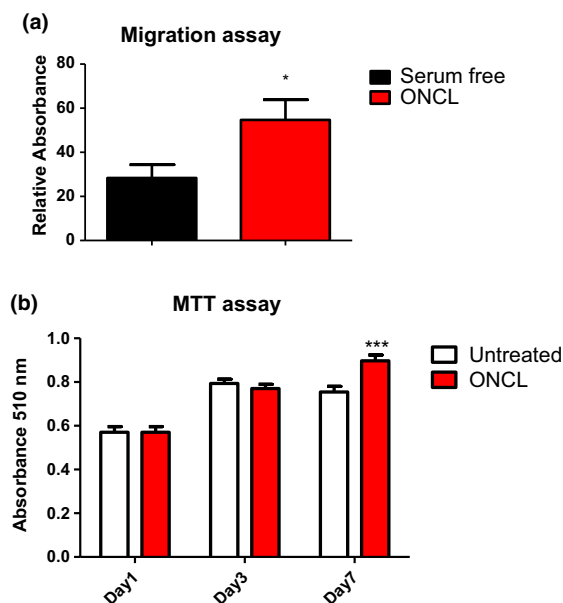 (a)
Migration assay
Relative Absorbance
80
60
40
20
0
*
Serum free
ONCL
(b)
MTT assay
Absorbance 510 nm
1.0
0.8
0.6
0.4
0.2
0.0
***
Untreated
ONCL
Day1
Day3
Day7